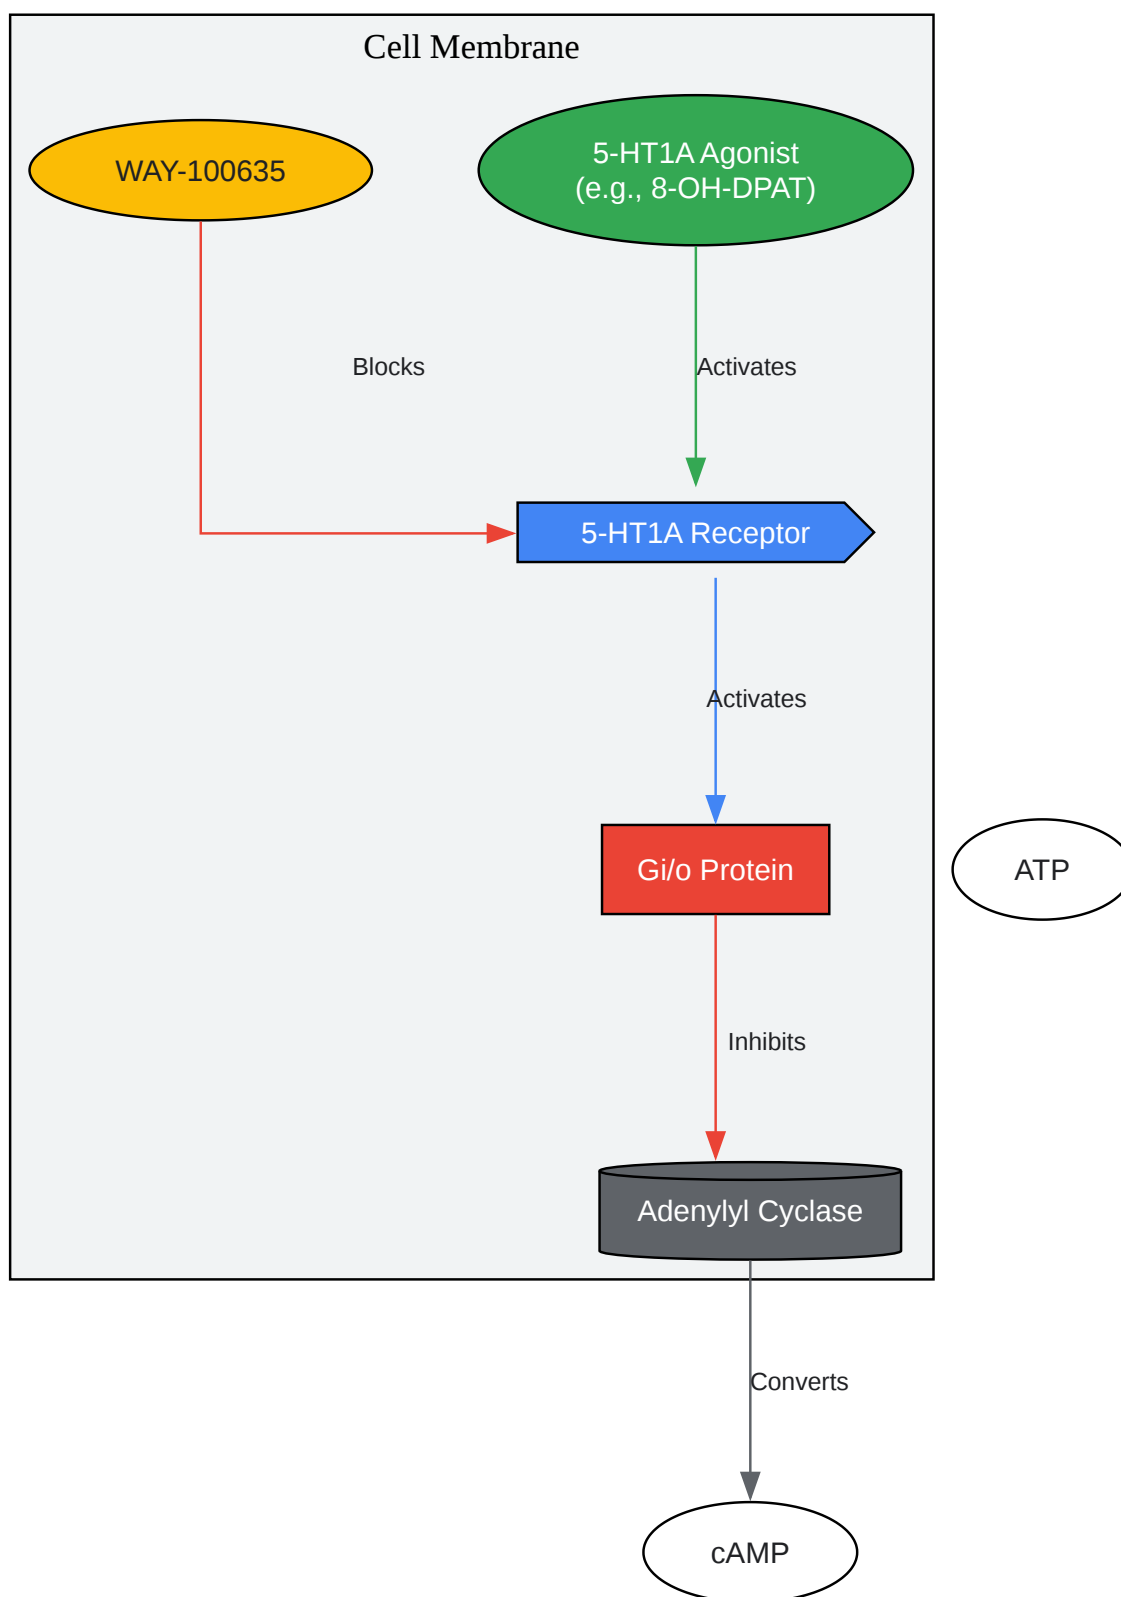 Cell Membrane
WAY-100635
5-HT1A Agonist
(e.g., 8-OH-DPAT)
Blocks
Activates
5-HT1A Receptor
Activates
Gi/o Protein
ATP
Inhibits
Adenylyl Cyclase
Converts
cAMP